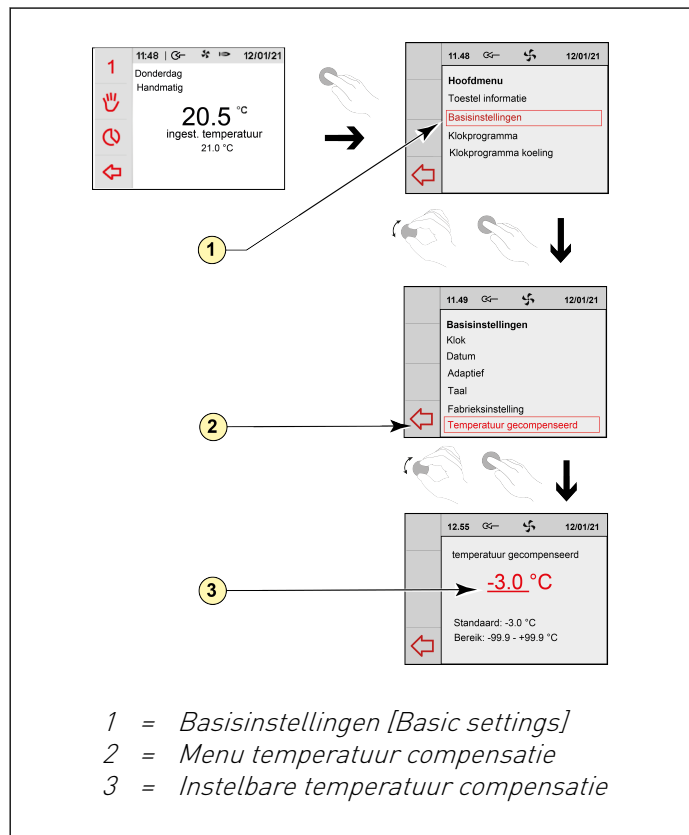 11:48 12/01/21
1
Donderdag
Handmatig
20.5 °C
ingest. temperatuur
21.0 °C
11.48 12/01/21
Hoofdmenu
Toestel informatie
Basisinstellingen
Klokprogramma
Klokprogramma koeling
1
11.49 12/01/21
Basisinstellingen
Klok
Datum
Adaptief
Taal
Fabrieksinstelling
Temperatuur gecompenseerd
2
12.55 12/01/21
temperatuur gecompenseerd
-3.0 °C
Standaard: -3.0 °C
Bereik: -99.9 - +99.9 °C
3
1 = Basisinstellingen [Basic settings]
2 = Menu temperatuur compensatie
3 = Instelbare temperatuur compensatie